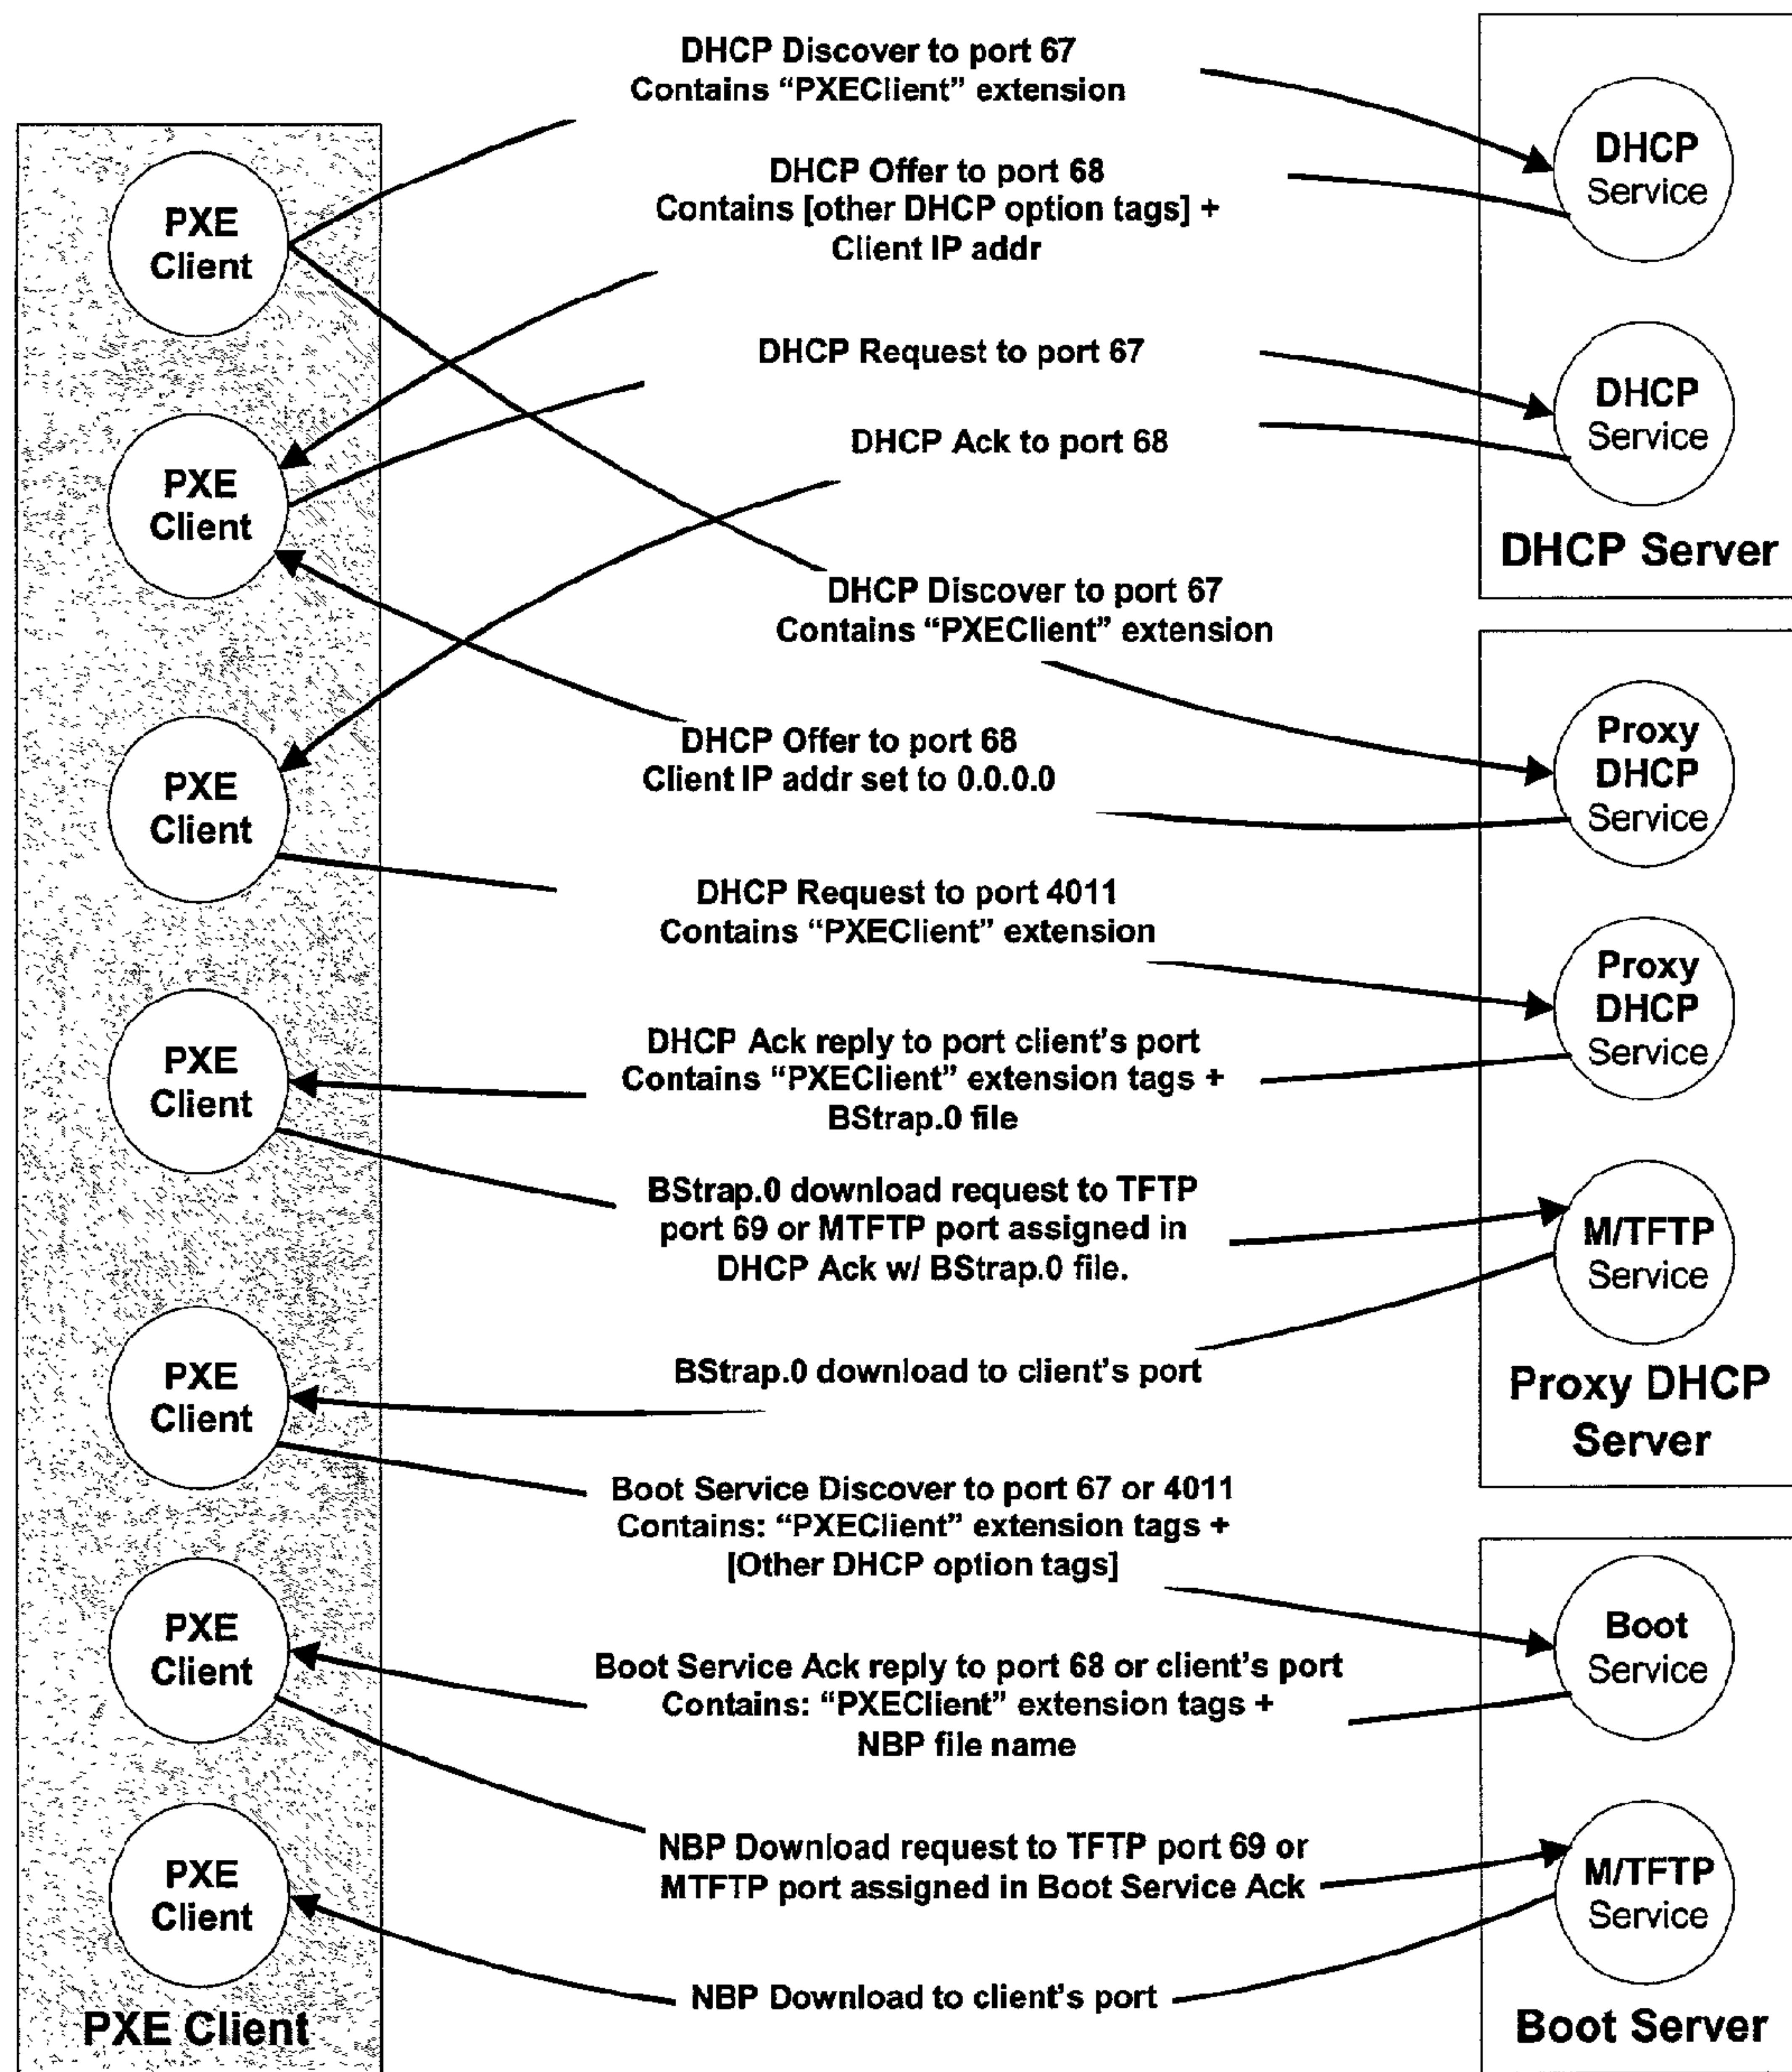 DHCP Discover to port 67
Contains “PXEClient” extension
DHCP
Service
DHCP Offer to port 68
Contains [other DHCP option tags] +
Client IP addr
PXE
Client
DHCP Request to port 67
DHCP
Service
DHCP Ack to port 68
PXE
Client
DHCP Server
DHCP Discover to port 67
Contains “PXEClient” extension
DHCP Offer to port 68
Client IP addr set to 0.0.0.0
Proxy
DHCP
Service
PXE
Client
DHCP Request to port 4011
Contains “PXEClient” extension
Proxy
DHCP
Service
DHCP Ack reply to port client's port
Contains “PXEClient” extension tags +
BStrap.0 file
PXE
Client
BStrap.0 download request to TFTP
port 69 or MTFTP port assigned in
DHCP Ack w/ BStrap.0 file.
M/TFTP
Service
BStrap.0 download to client's port
PXE
Client
Proxy DHCP
Server
Boot Service Discover to port 67 or 4011
Contains: “PXEClient” extension tags +
[Other DHCP option tags]
Boot
Service
PXE
Client
Boot Service Ack reply to port 68 or client's port
Contains: “PXEClient” extension tags +
NBP file name
NBP Download request to TFTP port 69 or
MTFTP port assigned in Boot Service Ack
M/TFTP
Service
PXE
Client
NBP Download to client's port
PXE Client
Boot Server